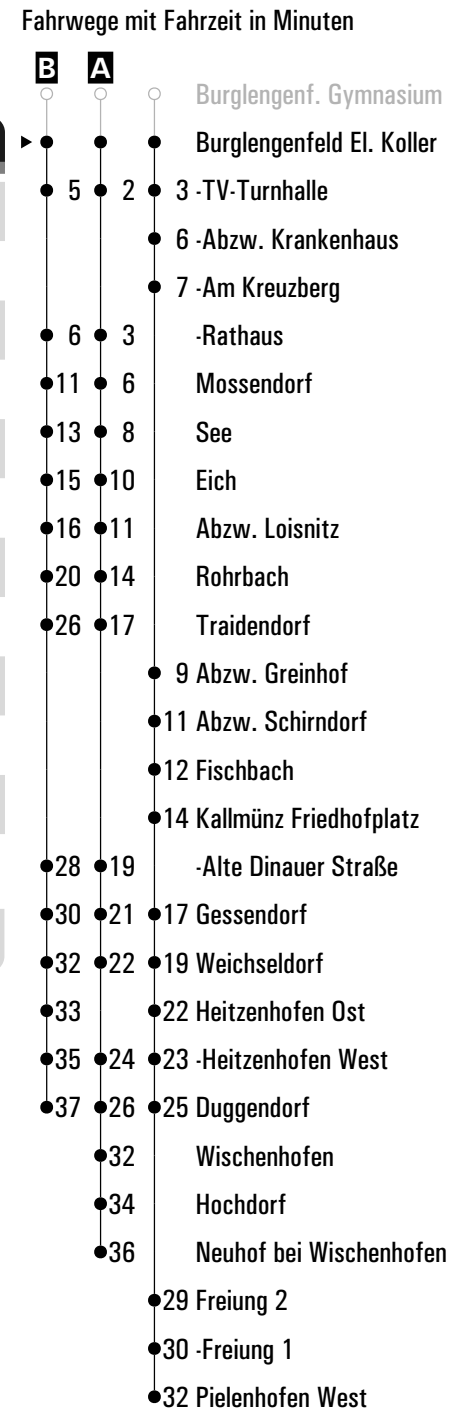 Fahrwege mit Fahrzeit in Minuten
B A
Burglengenf. Gymnasium
Burglengenfeld El. Koller
5 2 3 -TV-Turnhalle
6 -Abzw. Krankenhaus
7 -Am Kreuzberg
6 3 -Rathaus
11 6 Mossendorf
13 8 See
15 10 Eich
16 11 Abzw. Loisnitz
20 14 Rohrbach
26 17 Traidendorf
9 Abzw. Greinhof
11 Abzw. Schirndorf
12 Fischbach
14 Kallmünz Friedhofplatz
28 19 -Alte Dinauer Straße
30 21 17 Gessendorf
32 22 19 Weichseldorf
33 22 Heitzenhofen Ost
35 24 23 -Heitzenhofen West
37 26 25 Duggendorf
32 Wischenhofen
34 Hochdorf
36 Neuhof bei Wischenhofen
29 Freiung 2
30 -Freiung 1
32 Pielenhofen West